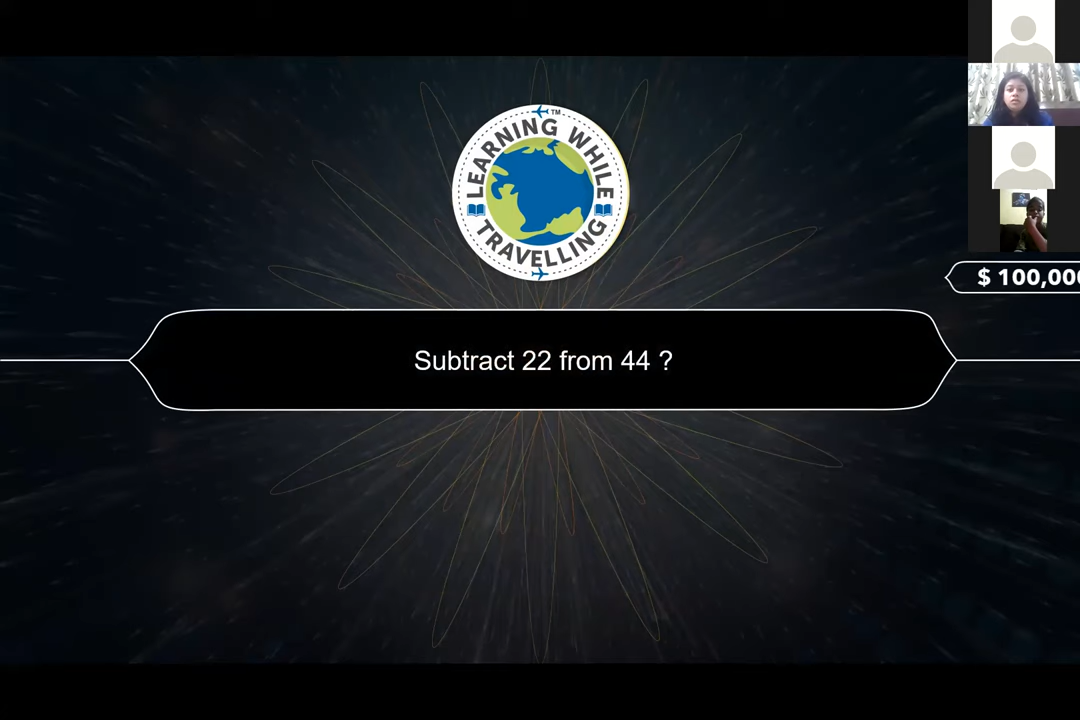 LEARNING WHILE
TRAVELLING
TM
$ 100,000
Subtract 22 from 44 ?